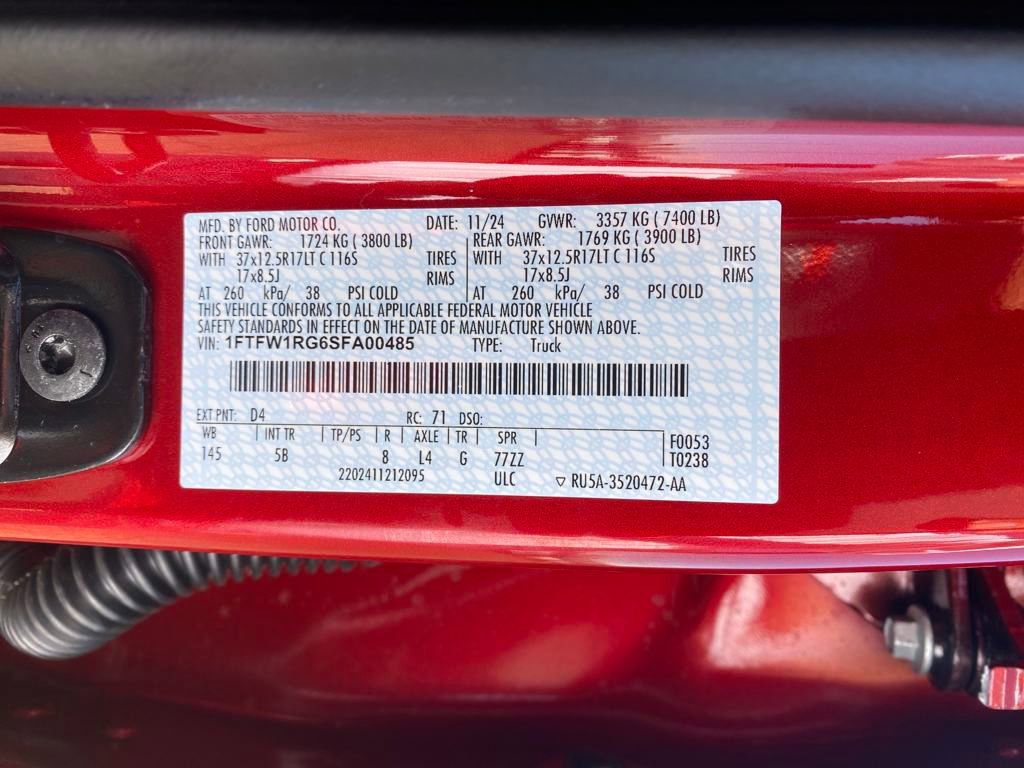 MFD. BY FORD MOTOR CO. DATE: 11/24 GVWR: 3357 KG ( 7400 LB)
FRONT GAWR: 1724 KG ( 3800 LB) REAR GAWR: 1769 KG ( 3900 LB)
WITH 37x12.5R17LT C 116S TIRES WITH 37x12.5R17LT C 116S TIRES
17x8.5J RIMS 17x8.5J RIMS
AT 260 kPa/ 38 PSI COLD AT 260 kPa/ 38 PSI COLD
THIS VEHICLE CONFORMS TO ALL APPLICABLE FEDERAL MOTOR VEHICLE
SAFETY STANDARDS IN EFFECT ON THE DATE OF MANUFACTURE SHOWN ABOVE.
VIN: 1FTFW1RG6SFA00485 TYPE: Truck
EXT PNT: D4 RC: 71 DSO:
WB INT TR TP/PS R AXLE TR SPR F0053
145 5B 8 L4 G 77ZZ T0238
2202411212095 ULC ▽ RU5A-3520472-AA